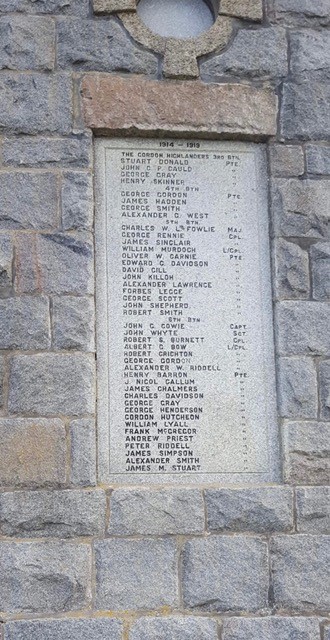 1914 – 1919
THE GORDON HIGHLANDERS 3RD BTN.
STUART DONALD PTE.
JOHN C. P. CAULD "
GEORGE GRAY "
HENRY SKINNER "
4TH BTN.
GEORGE GORDON PTE.
JAMES HADDEN "
GEORGE SMITH "
ALEXANDER G. WEST "
5TH BTN.
CHARLES W. L. FOWLIE MAJ.
GEORGE RENNIE CPL.
JAMES SINCLAIR "
WILLIAM MURDOCH L/CPL.
OLIVER W. GARNIE PTE
EDWARD G. DAVIDSON "
DAVID GILL "
JOHN KILLOH "
ALEXANDER LAWRENCE "
FORBES LEGGE "
GEORGE SCOTT "
JOHN SHEPHERD "
ROBERT SMITH "
6TH BTN.
JOHN G. COWIE CAPT.
JOHN WHYTE SGT.
ROBERT S. BURNETT CPL.
ALBERT G. DOW L/CPL.
ROBERT CRICHTON "
GEORGE GORDON "
ALEXANDER W. RIDDELL "
HENRY BARRON PTE.
J. NICOL CALLUM "
JAMES CHALMERS "
CHARLES DAVIDSON "
GEORGE GRAY "
GEORGE HENDERSON "
GORDON HUTCHEON "
WILLIAM LYALL "
FRANK McGREGOR "
ANDREW PRIEST "
PETER RIDDELL "
JAMES SIMPSON "
ALEXANDER SMITH "
JAMES M. STUART "